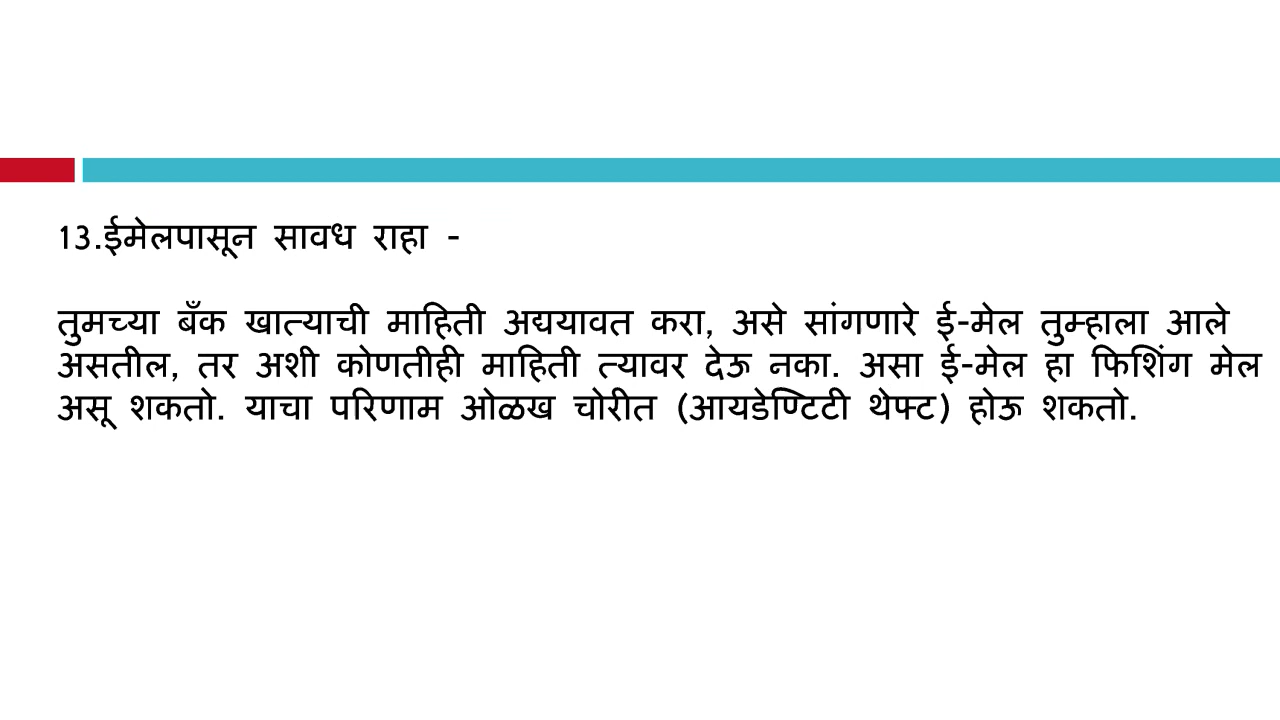 13.ईमेलपासून सावध राहा -
तुमच्या बँक खात्याची माहिती अद्ययावत करा, असे सांगणारे ई-मेल तुम्हाला आले
असतील, तर अशी कोणतीही माहिती त्यावर देऊ नका. असा ई-मेल हा फिशिंग मेल
असू शकतो. याचा परिणाम ओळख चोरीत (आयडेण्टिटी थेफ्ट) होऊ शकतो.